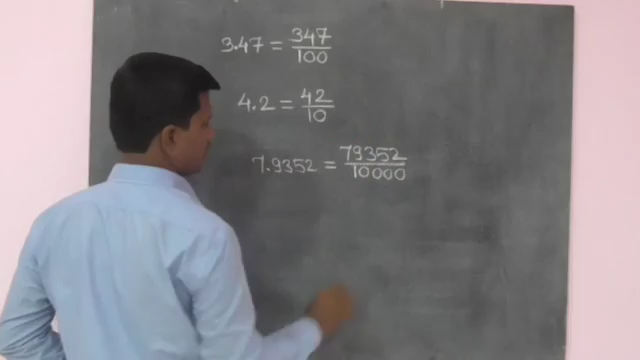 3.47 = 347/100
4.2 = 42/10
7.9352 = 79352/10000